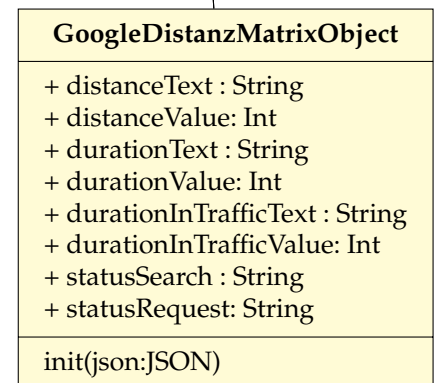 GoogleDistanzMatrixObject
+ distanceText : String
+ distanceValue: Int
+ durationText : String
+ durationValue: Int
+ durationInTrafficText : String
+ durationInTrafficValue: Int
+ statusSearch : String
+ statusRequest: String
init(json:JSON)